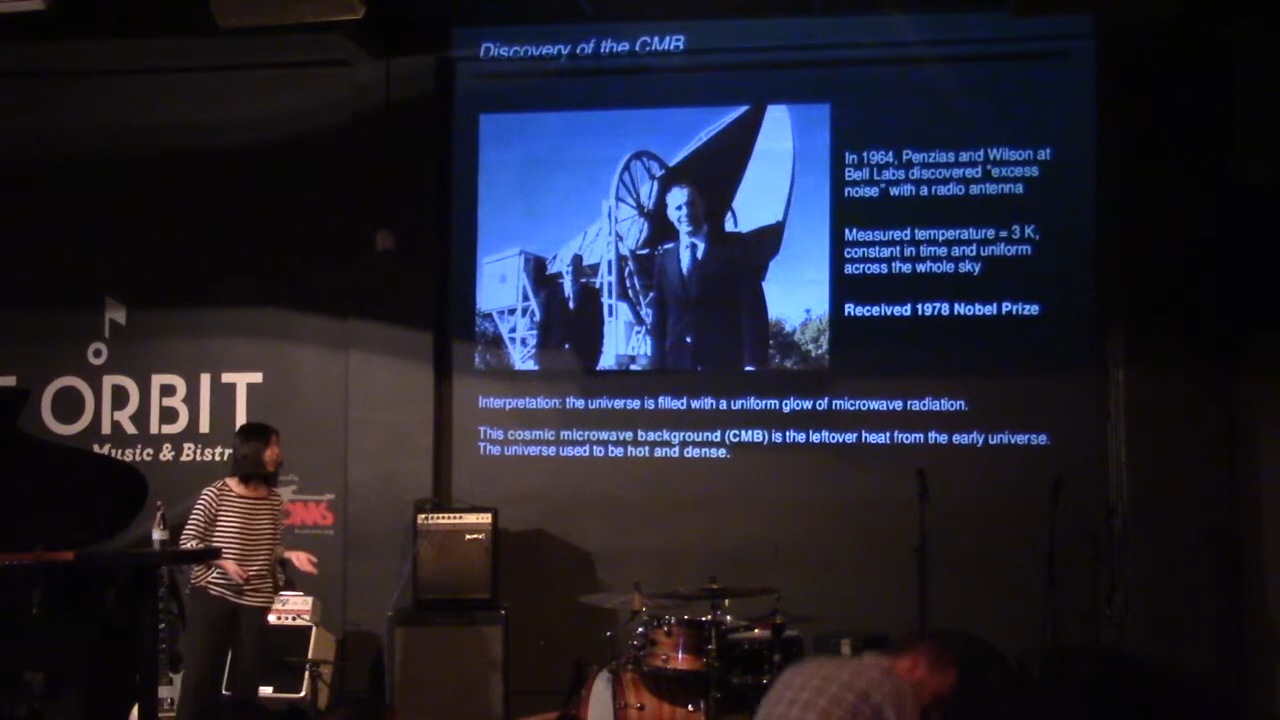 Discovery of the CMB
In 1964, Penzias and Wilson at
Bell Labs discovered "excess
noise" with a radio antenna
Measured temperature = 3 K,
constant in time and uniform
across the whole sky
Received 1978 Nobel Prize
Interpretation: the universe is filled with a uniform glow of microwave radiation.
This cosmic microwave background (CMB) is the leftover heat from the early universe.
The universe used to be hot and dense.
ORBIT
Music & Bistr